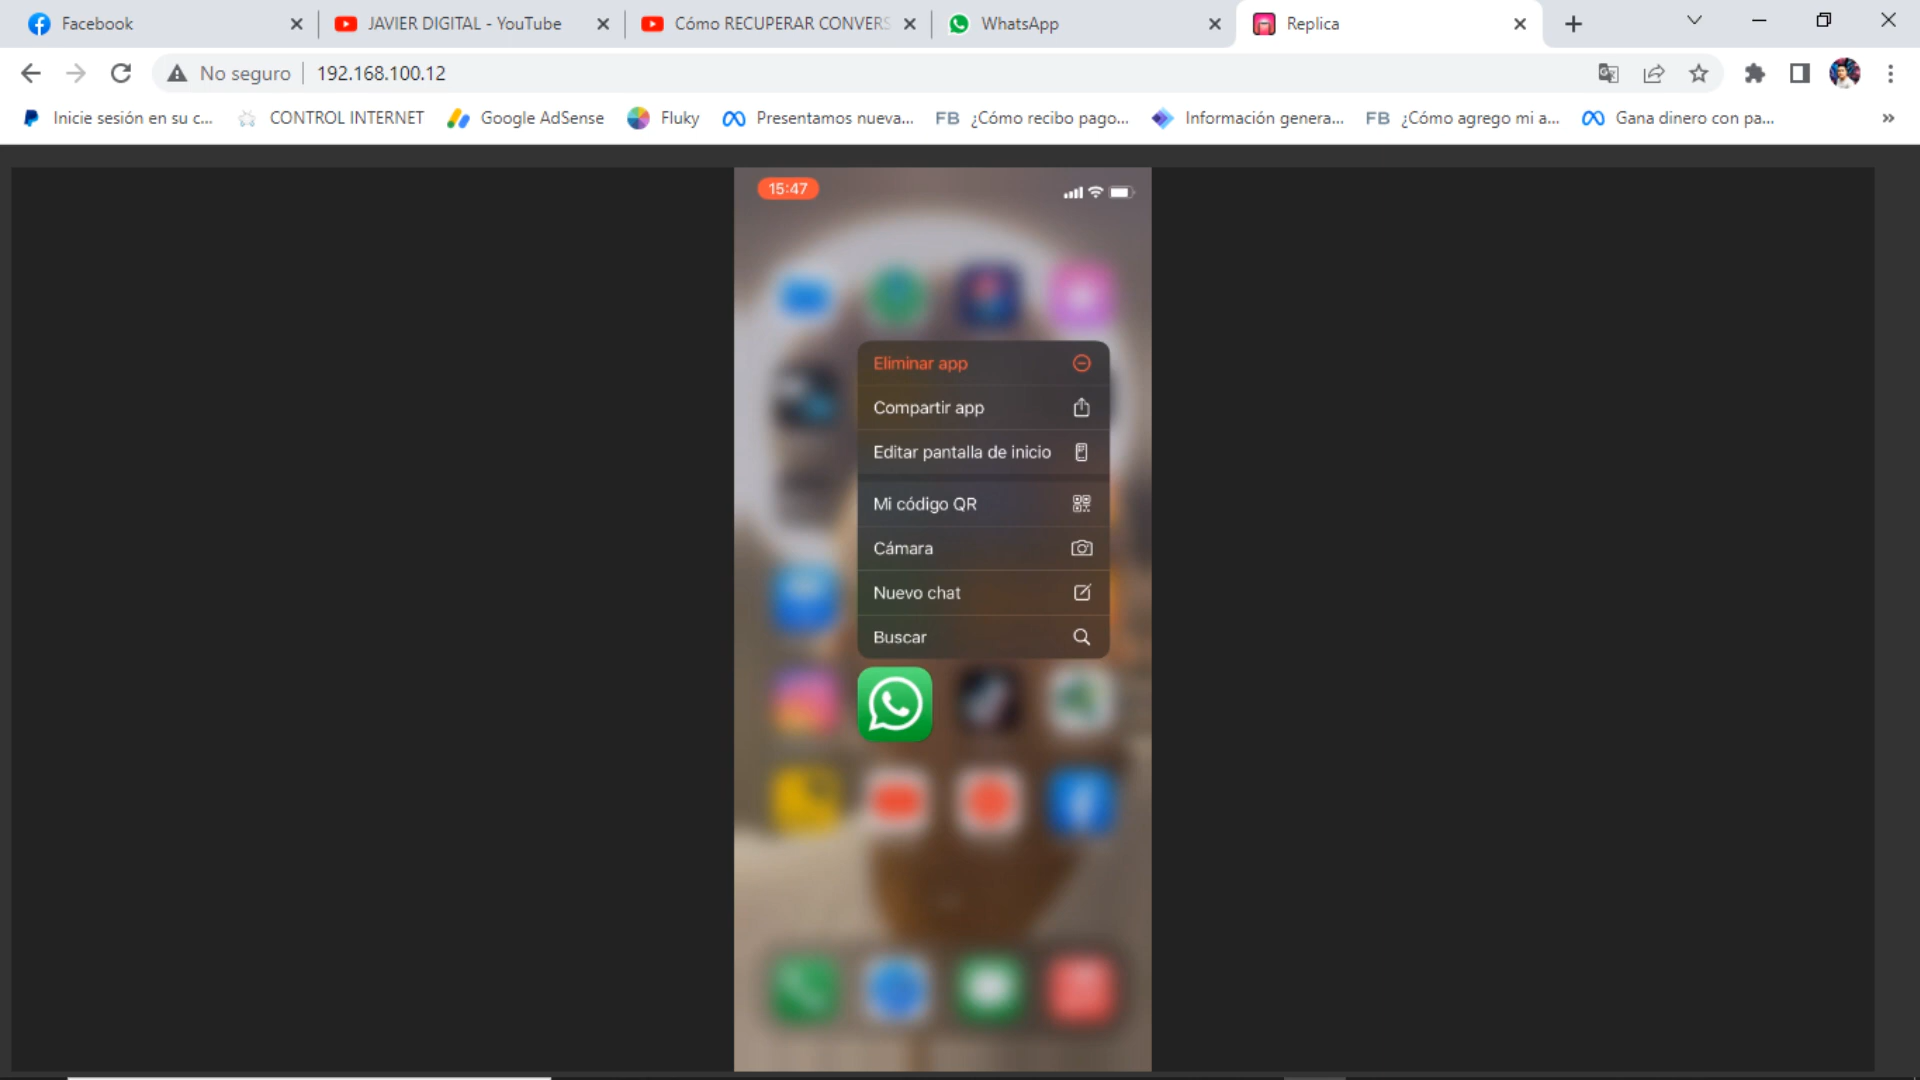 Facebook
JAVIER DIGITAL - YouTube
Cómo RECUPERAR CONVERS
WhatsApp
Replica
No seguro
192.168.100.12
Inicie sesión en su c...
CONTROL INTERNET
Google AdSense
Fluky
Presentamos nueva...
FB ¿Cómo recibo pago...
Información genera...
FB ¿Cómo agrego mi a...
Gana dinero con pa...
»
15:47
Eliminar app
Compartir app
Editar pantalla de inicio
Mi código QR
Cámara
Nuevo chat
Buscar